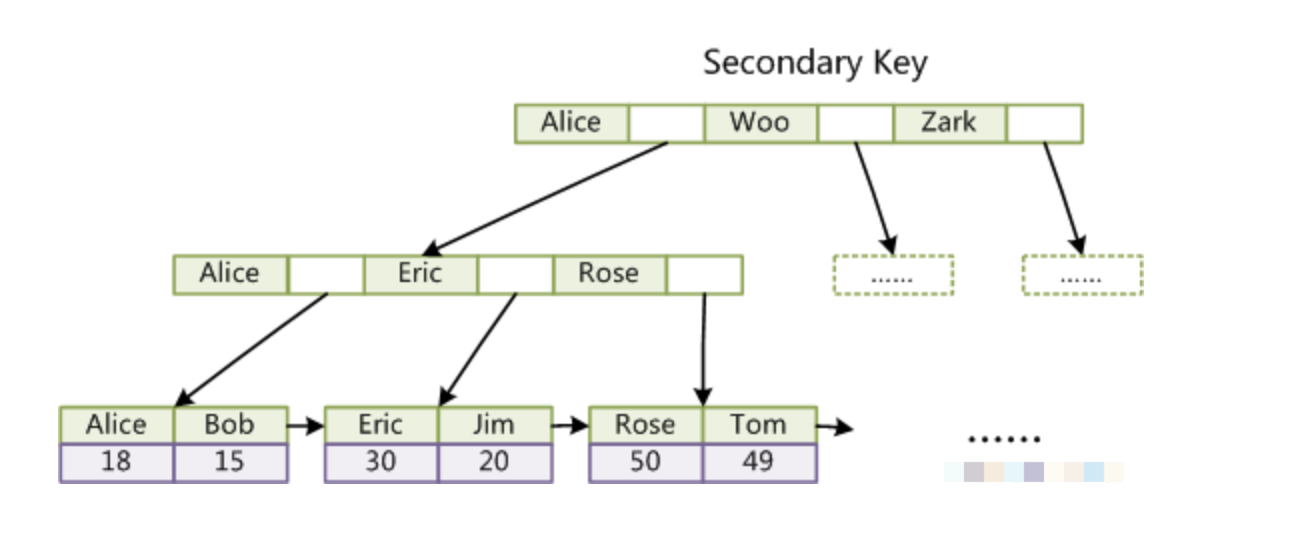 Secondary Key
Alice Woo Zark
Alice Eric Rose
...... ......
Alice Bob Eric Jim Rose Tom
18 15 30 20 50 49
......